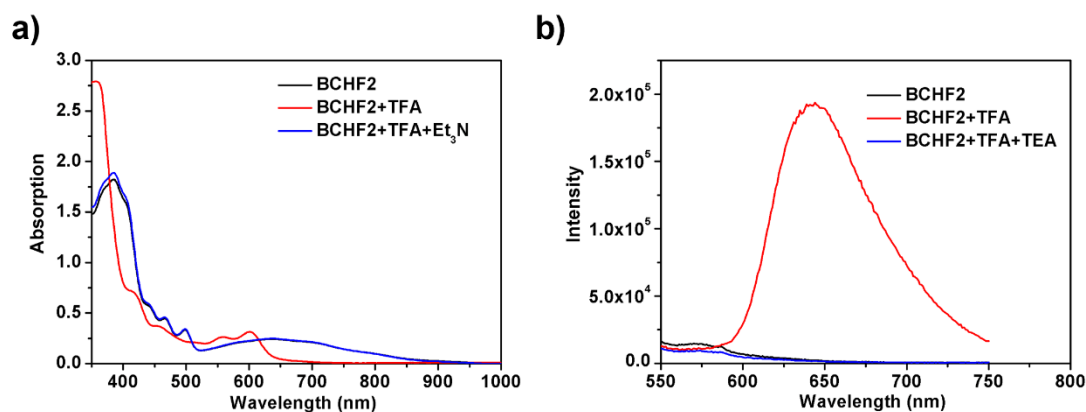 a)
3.0
2.5
2.0
1.5
1.0
0.5
0.0
Absorption
BCHF2
BCHF2+TFA
BCHF2+TFA+Et3N
400 500 600 700 800 900 1000
Wavelength (nm)
b)
2.0x10^5
1.5x10^5
1.0x10^5
5.0x10^4
0.0
Intensity
BCHF2
BCHF2+TFA
BCHF2+TFA+TEA
550 600 650 700 750 800
Wavelength (nm)